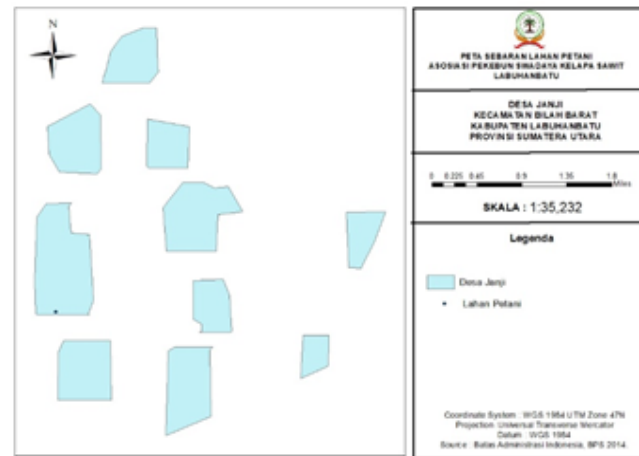 N
PETA SEBARAN LAHAN PETANI
ASOSIASI PEKEBUN SWADAYA KELAPA SAWIT
LABUHANBATU
DESA JANJI
KECAMATAN BILAH BARAT
KABUPATEN LABUHANBATU
PROVINSI SUMATERA UTARA
0 0.225 0.45 0.9 1.35 1.8
Miles
SKALA : 1:35,232
Legenda
Desa Janji
Lahan Petani
Coordinate System : WGS 1984 UTM Zone 47N
Projection: Universal Transverse Mercator
Datum : WGS 1984
Source : Batas Administrasi Indonesia, BPS 2014.